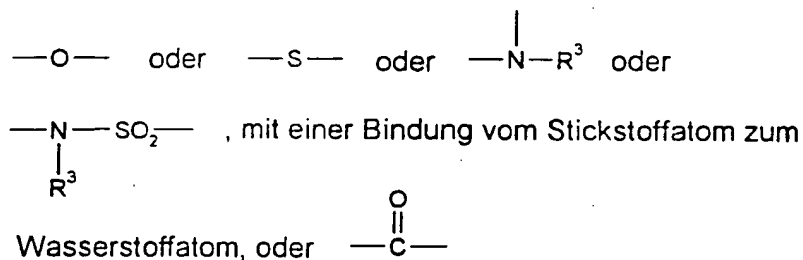 —O— oder —S— oder —N—R³ oder
—N—SO₂— , mit einer Bindung vom Stickstoffatom zum
R³
O
Wasserstoffatom, oder —C—